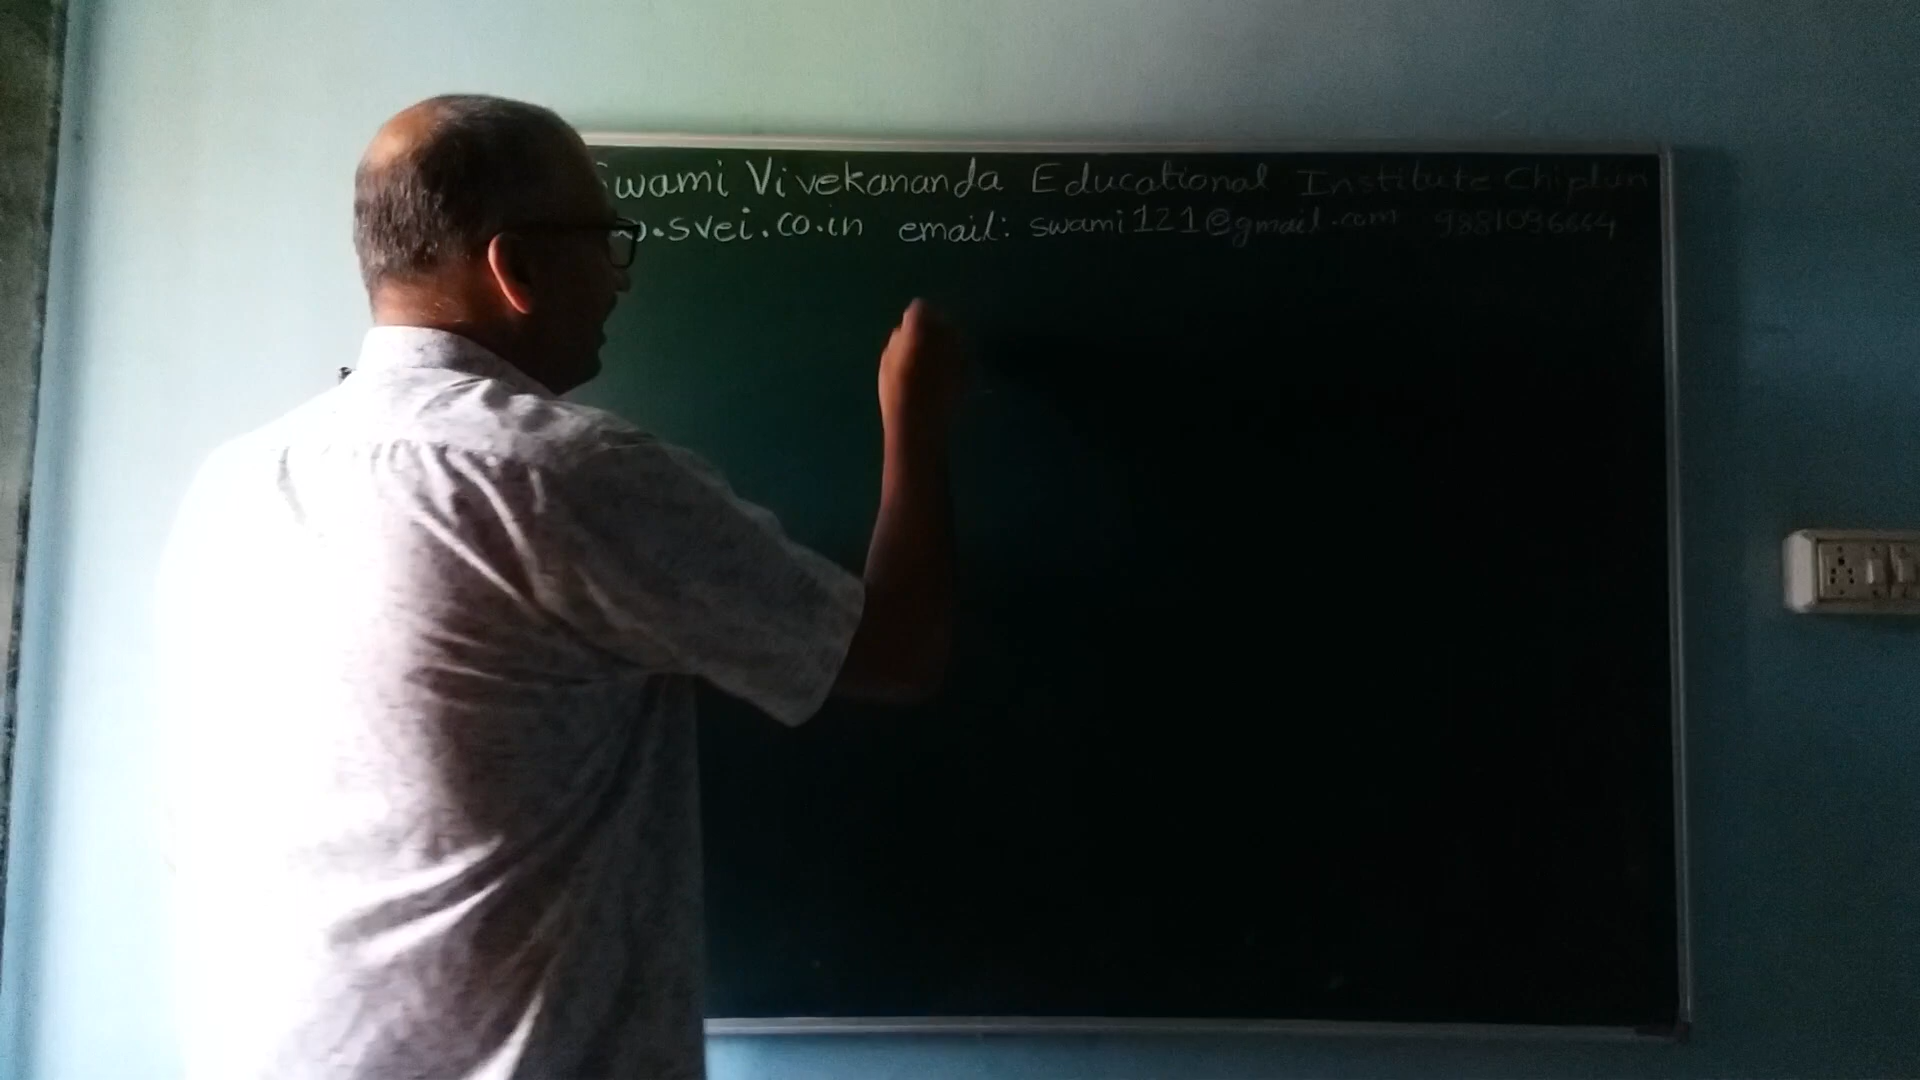 Swami Vivekananda Educational Institute Chiplun
.svei.co.in email: swami121@gmail.com